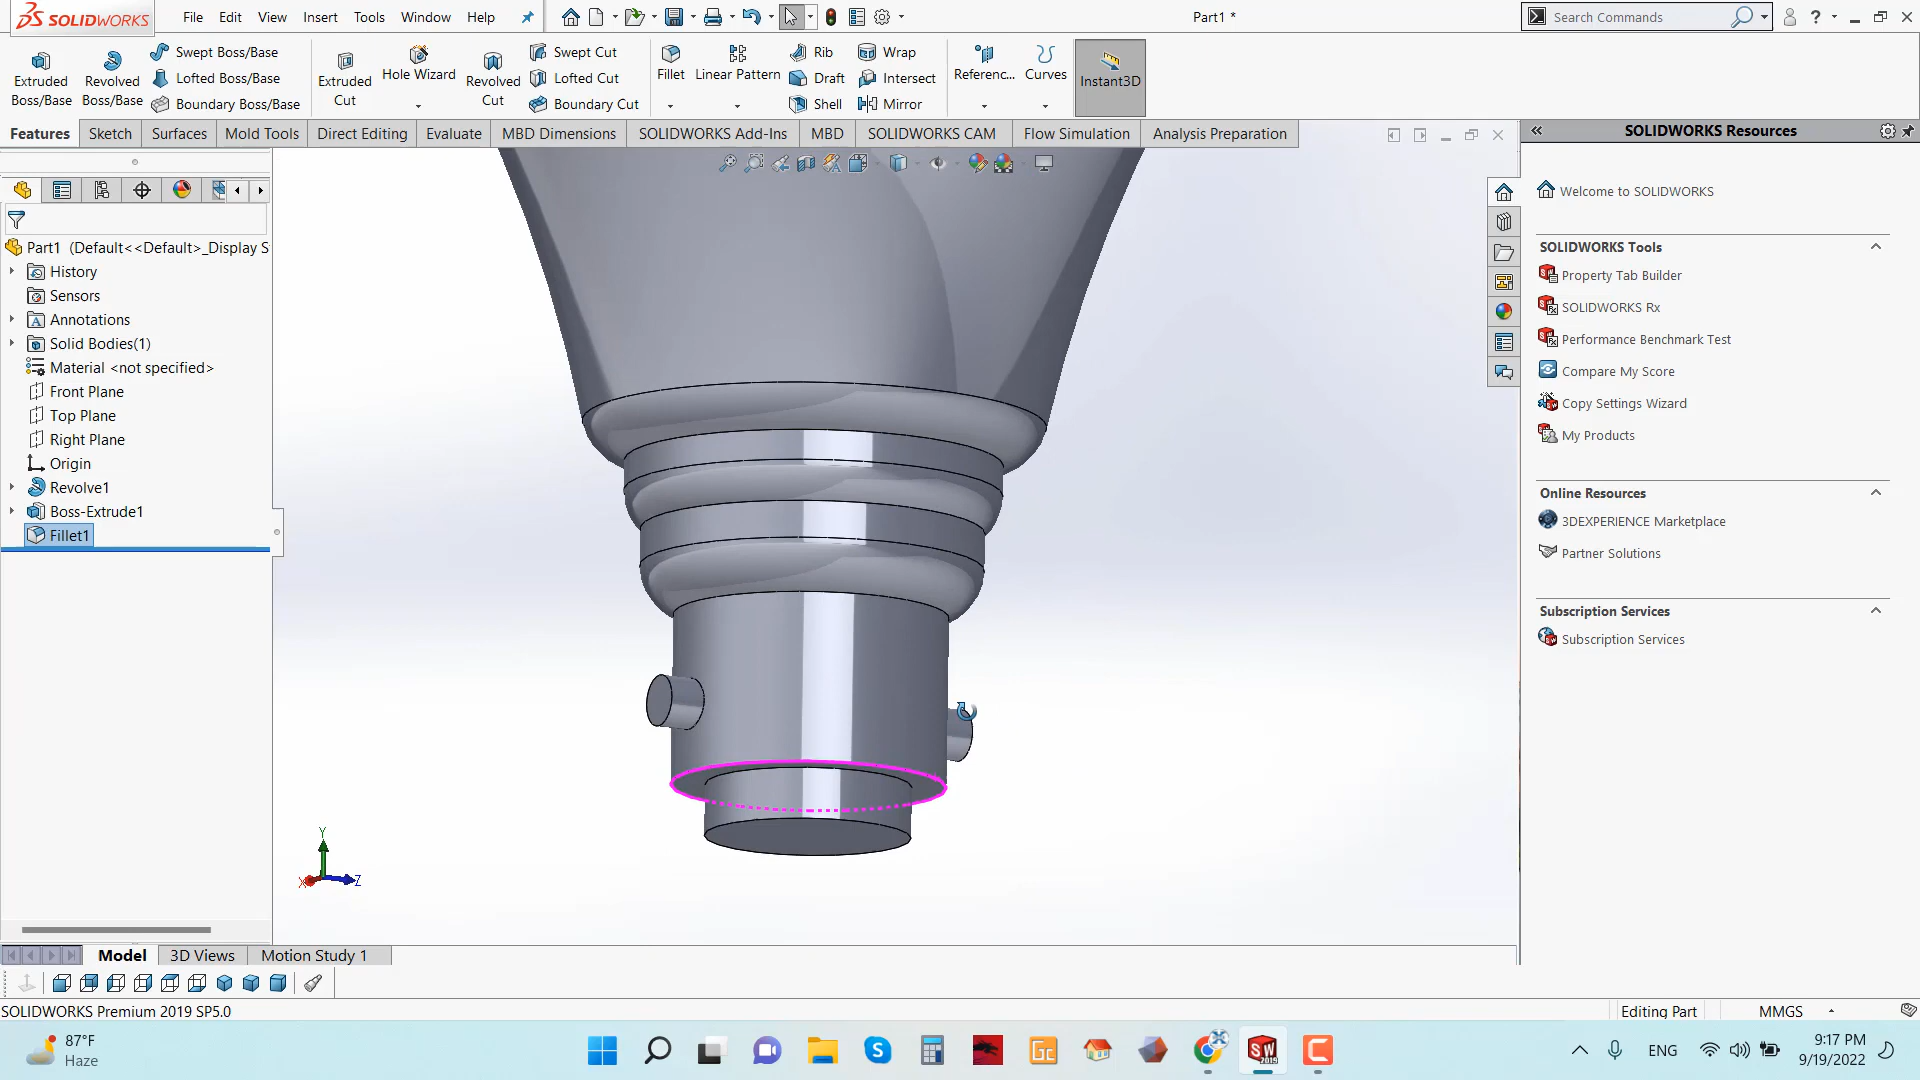 SOLIDWORKS
File Edit View Insert Tools Window Help
Part1 *
Search Commands
Extruded Boss/Base
Revolved Boss/Base
Swept Boss/Base
Lofted Boss/Base
Boundary Boss/Base
Extruded Cut
Hole Wizard
Revolved Cut
Swept Cut
Lofted Cut
Boundary Cut
Fillet
Linear Pattern
Rib
Draft
Shell
Wrap
Intersect
Mirror
Referenc...
Curves
Instant3D
Features Sketch Surfaces Mold Tools Direct Editing Evaluate MBD Dimensions SOLIDWORKS Add-Ins MBD SOLIDWORKS CAM Flow Simulation Analysis Preparation
Part1 (Default<<Default>_Display S
History
Sensors
Annotations
Solid Bodies(1)
Material <not specified>
Front Plane
Top Plane
Right Plane
Origin
Revolve1
Boss-Extrude1
Fillet1
Y
X
Z
SOLIDWORKS Resources
Welcome to SOLIDWORKS
SOLIDWORKS Tools
Property Tab Builder
SOLIDWORKS Rx
Performance Benchmark Test
Compare My Score
Copy Settings Wizard
My Products
Online Resources
3DEXPERIENCE Marketplace
Partner Solutions
Subscription Services
Subscription Services
Model 3D Views Motion Study 1
SOLIDWORKS Premium 2019 SP5.0
Editing Part
MMGS
87°F
Haze
S
Gc
SW
2019
ENG
9:17 PM
9/19/2022